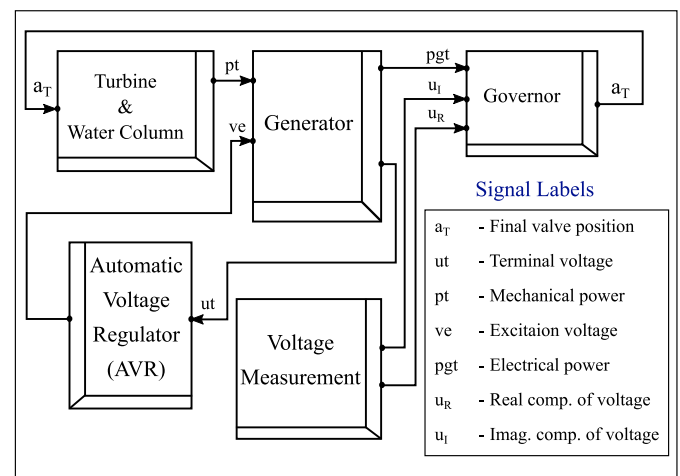 a_T
Turbine
&
Water Column
pt
ve
Generator
pgt
u_I
u_R
Governor
a_T
Automatic
Voltage
Regulator
(AVR)
ut
Voltage
Measurement
Signal Labels
a_T - Final valve position
ut - Terminal voltage
pt - Mechanical power
ve - Excitaion voltage
pgt - Electrical power
u_R - Real comp. of voltage
u_I - Imag. comp. of voltage